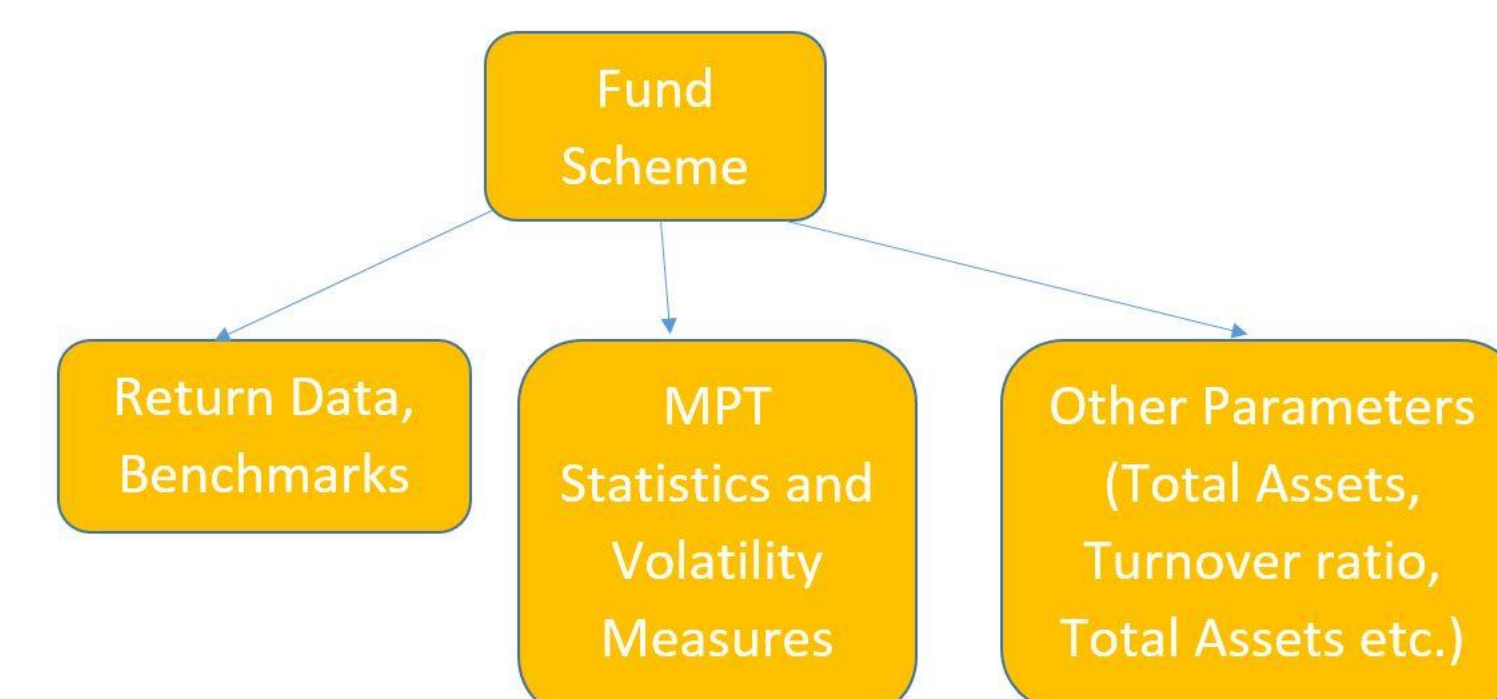 Fund
Scheme
Return Data,
Benchmarks
MPT
Statistics and
Volatility
Measures
Other Parameters
(Total Assets,
Turnover ratio,
Total Assets etc.)